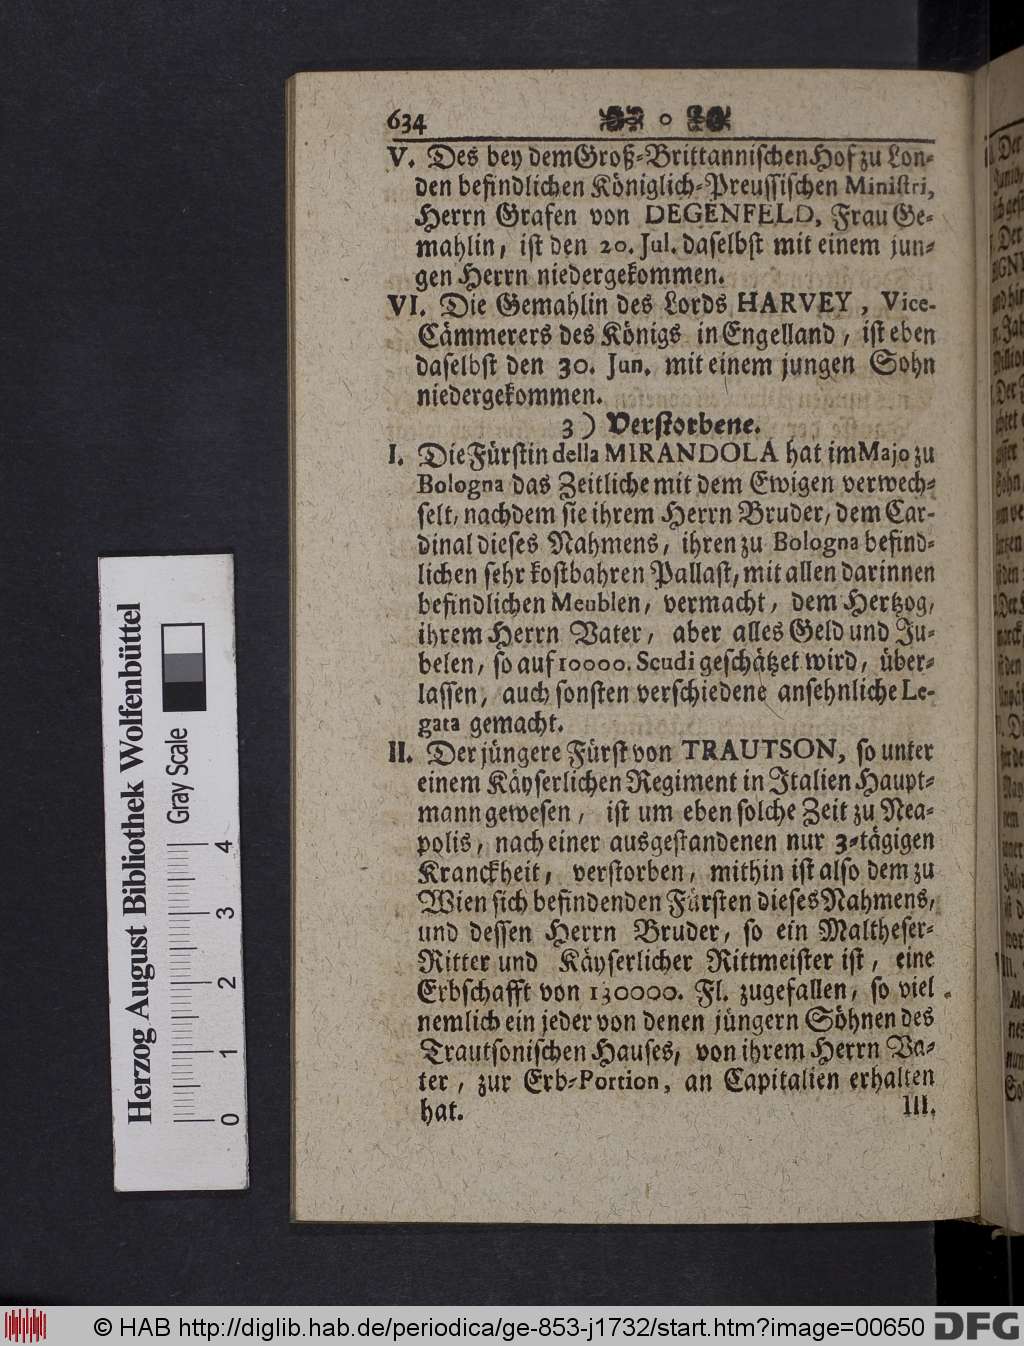 634
V. Des bey dem Groß-Brittannischen Hof zu Lon-
den befindlichen Königlich-Preussischen Ministri,
Herrn Grafen von DEGENFELD, Frau Ge-
mahlin, ist den 20. Jul. daselbst mit einem jun-
gen Herrn niedergekommen.
VI. Die Gemahlin des Lords HARVEY, Vice-
Cämmerers des Königs in Engelland, ist eben
daselbst den 30. Jun. mit einem jungen Sohn
niedergekommen.
3) Verstorbene.
I. Die Fürstin della MIRANDOLA hat im Majo zu
Bologna das Zeitliche mit dem Ewigen verwech-
selt, nachdem sie ihrem Herrn Bruder, dem Car-
dinal dieses Nahmens, ihren zu Bologna befind-
lichen sehr kostbahren Pallast, mit allen darinnen
befindlichen Meublen, vermacht, dem Hertzog,
ihrem Herrn Vater, aber alles Geld und Ju-
belen, so auf 10000. Scudi geschätzet wird, über-
lassen, auch sonsten verschiedene ansehnliche Le-
gata gemacht.
II. Der jüngere Fürst von TRAUTSON, so unter
einem Käyserlichen Regiment in Italien Haupt-
mann gewesen, ist um eben solche Zeit zu Nea-
polis, nach einer ausgestandenen nur 3-tägigen
Kranckheit, verstorben, mithin ist also dem zu
Wien sich befindenden Fürsten dieses Nahmens,
und dessen Herrn Bruder, so ein Maltheser-
Ritter und Käyserlicher Rittmeister ist, eine
Erbschafft von 130000. Fl. zugefallen, so viel
nemlich ein jeder von denen jüngern Söhnen des
Trautsonischen Hauses, von ihrem Herrn Va-
ter, zur Erb-Portion, an Capitalien erhalten
hat.
III.
Herzog August Bibliothek Wolfenbüttel
Gray Scale
0 1 2 3 4
© HAB http://diglib.hab.de/periodica/ge-853-j1732/start.htm?image=00650
DFG